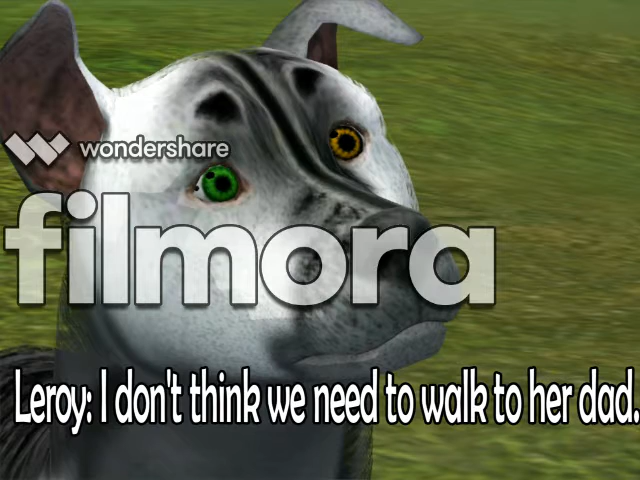 wondershare
filmora
Leroy: I don't think we need to walk to her dad.